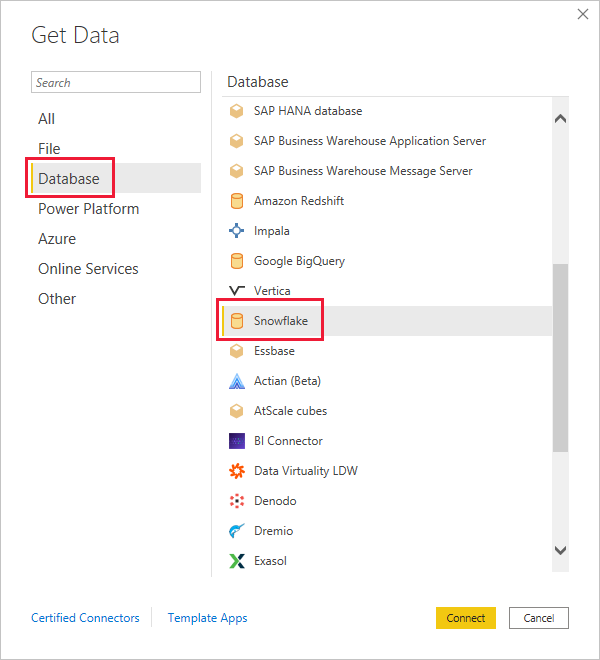 Get Data
Search
All
File
Database
Power Platform
Azure
Online Services
Other
Database
SAP HANA database
SAP Business Warehouse Application Server
SAP Business Warehouse Message Server
Amazon Redshift
Impala
Google BigQuery
Vertica
Snowflake
Essbase
Actian (Beta)
AtScale cubes
BI Connector
Data Virtuality LDW
Denodo
Dremio
Exasol
Certified Connectors
Template Apps
Connect
Cancel